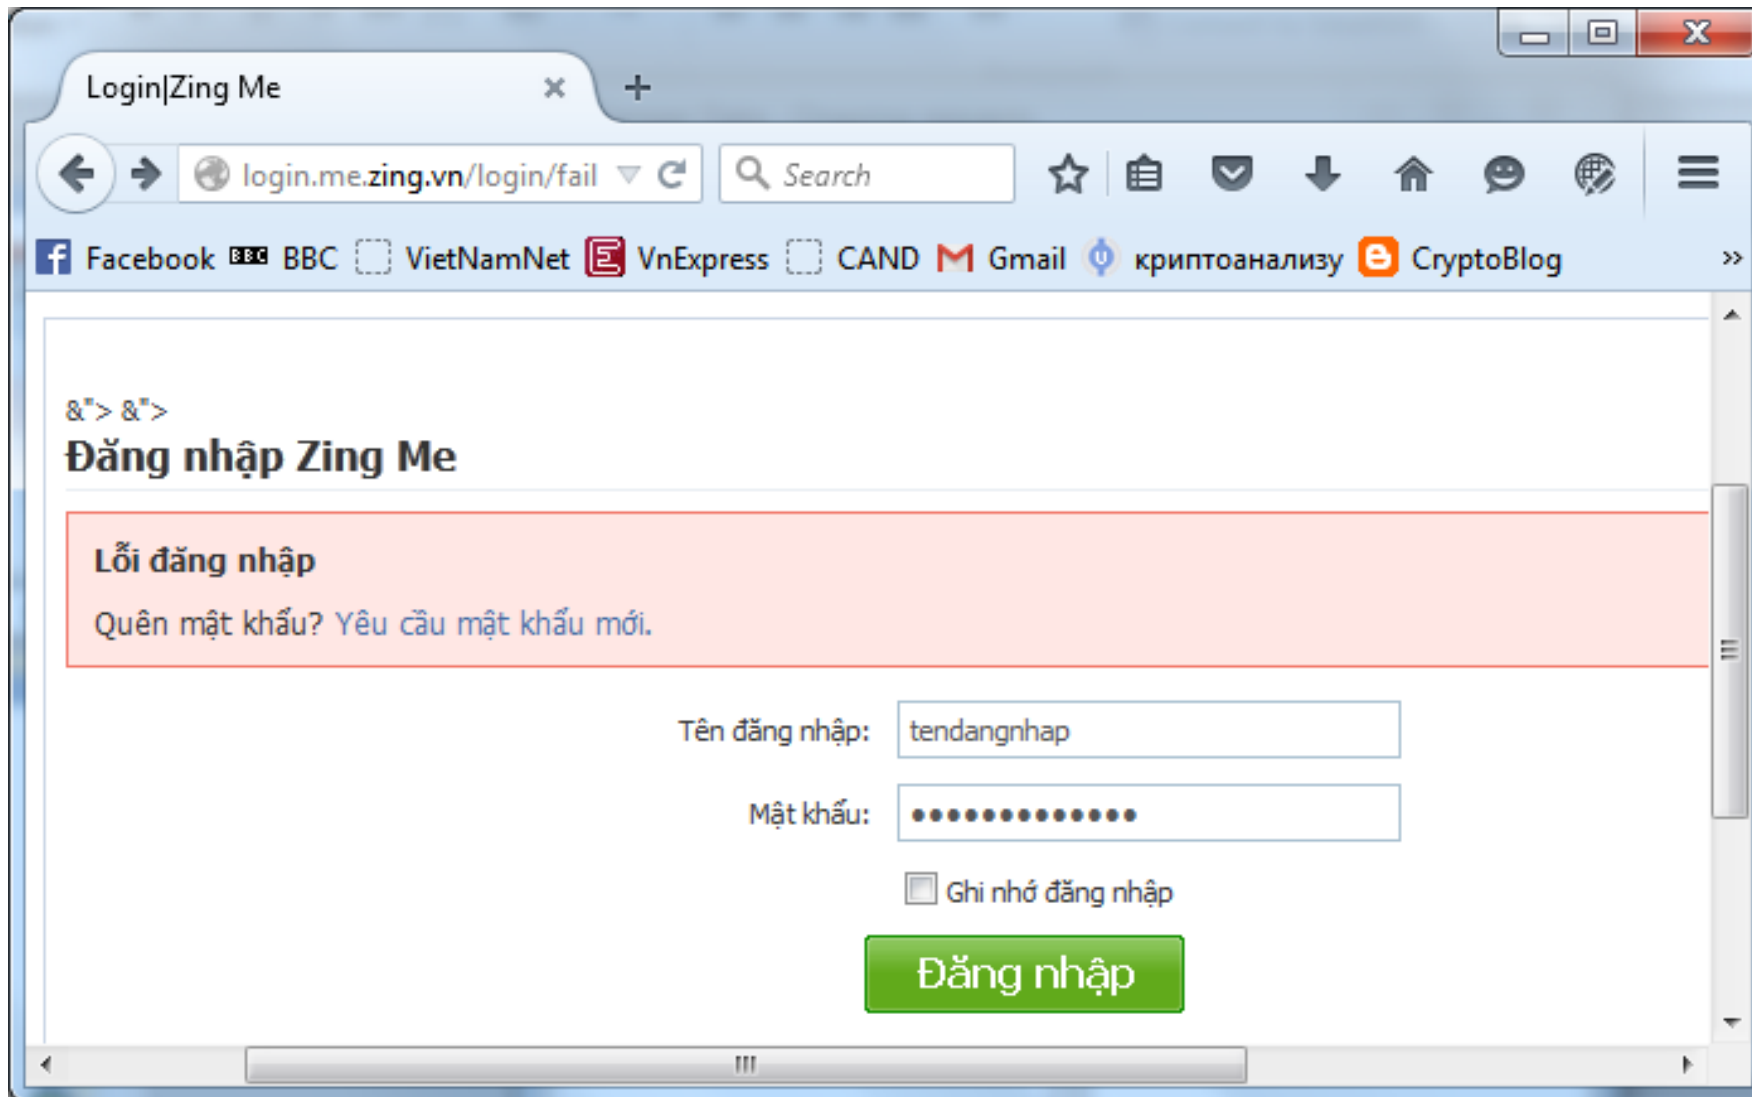 Login|Zing Me
login.me.zing.vn/login/fail Search
Facebook BBC BBC VietNamNet E VnExpress CAND Gmail криптоанализу CryptoBlog »
&"> &">
Đăng nhập Zing Me
Lỗi đăng nhập
Quên mật khẩu? Yêu cầu mật khẩu mới.
Tên đăng nhập: tendangnhap
Mật khẩu: •••••••••••••
Ghi nhớ đăng nhập
Đăng nhập